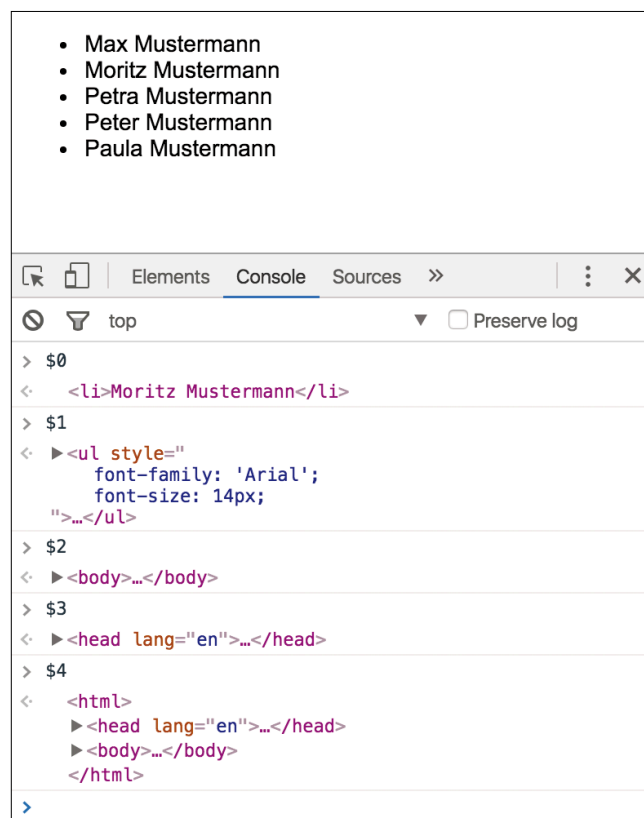 • Max Mustermann
• Moritz Mustermann
• Petra Mustermann
• Peter Mustermann
• Paula Mustermann
Elements Console Sources »
top Preserve log
> $0
<li>Moritz Mustermann</li>
> $1
▶<ul style="
font-family: 'Arial';
font-size: 14px;
">…</ul>
> $2
▶<body>…</body>
> $3
▶<head lang="en">…</head>
> $4
<html>
▶<head lang="en">…</head>
▶<body>…</body>
</html>
>